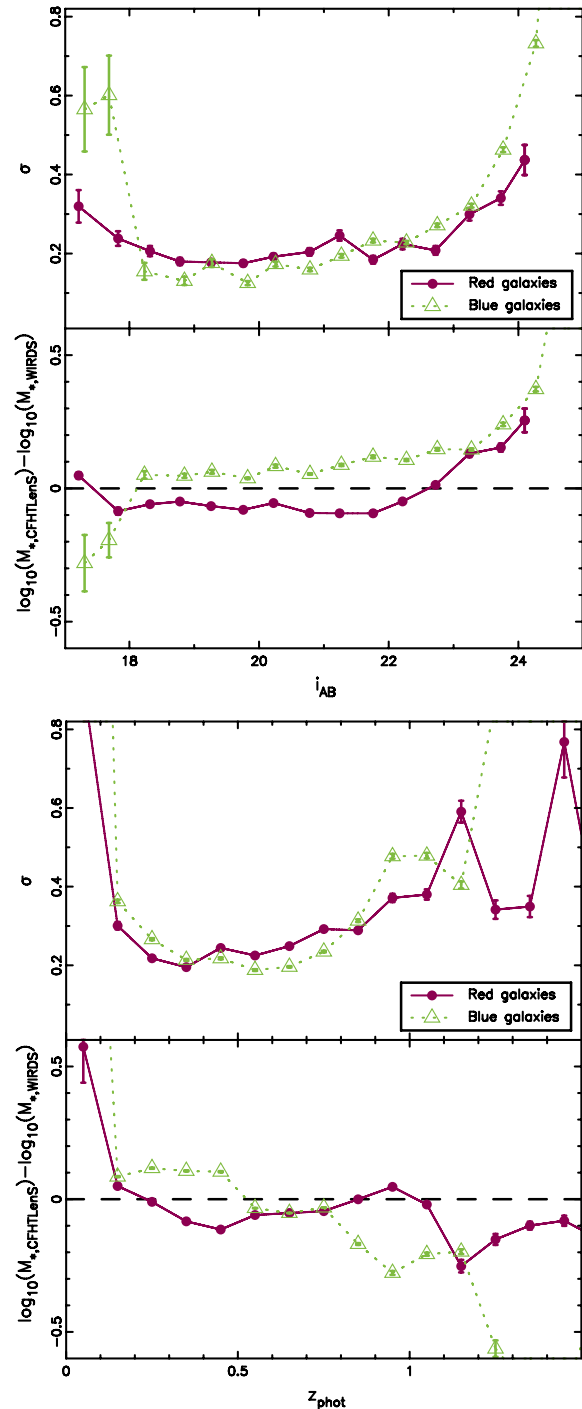 0.8
0.6
0.4
0.2
σ
Red galaxies
Blue galaxies
0.5
0
−0.5
log10(M*,CFHTLenS)−log10(M*,WIRDS)
18 20 22 24
iAB
0.8
0.6
0.4
0.2
σ
Red galaxies
Blue galaxies
0.5
0
−0.5
log10(M*,CFHTLenS)−log10(M*,WIRDS)
0 0.5 1
zphot